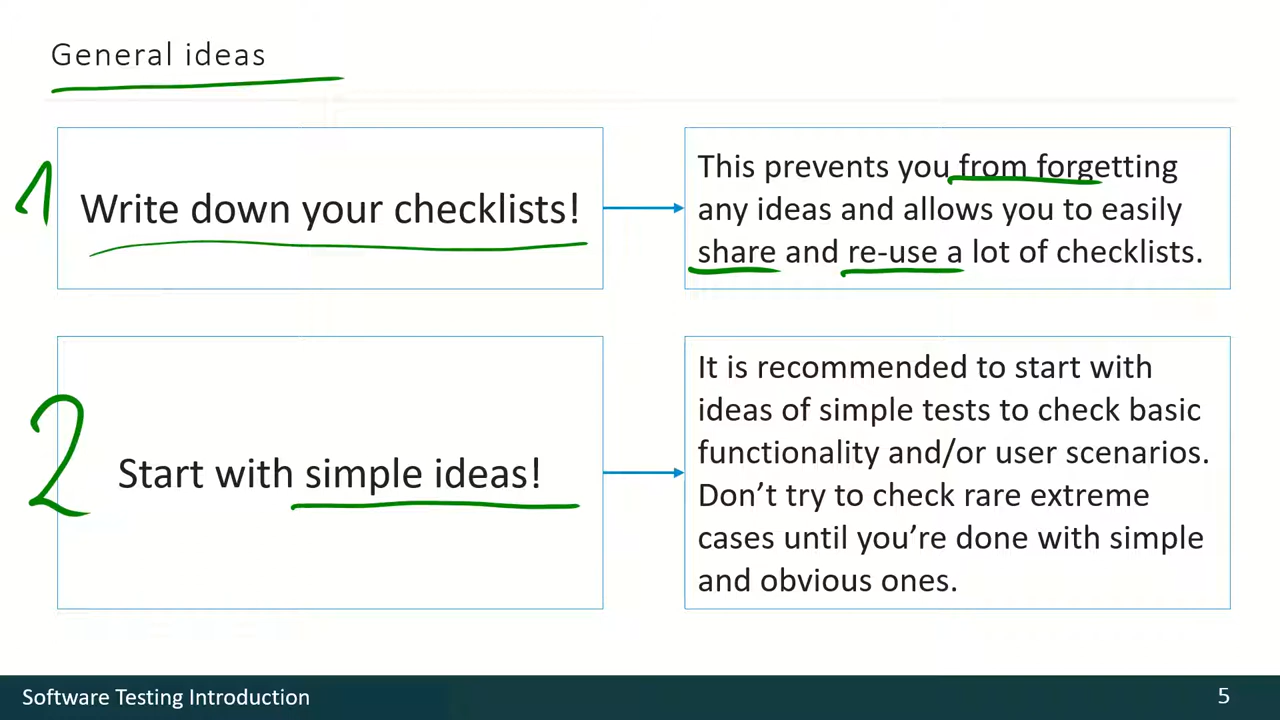 General ideas
1
Write down your checklists!
This prevents you from forgetting
any ideas and allows you to easily
share and re-use a lot of checklists.
2
Start with simple ideas!
It is recommended to start with
ideas of simple tests to check basic
functionality and/or user scenarios.
Don’t try to check rare extreme
cases until you’re done with simple
and obvious ones.
Software Testing Introduction
5